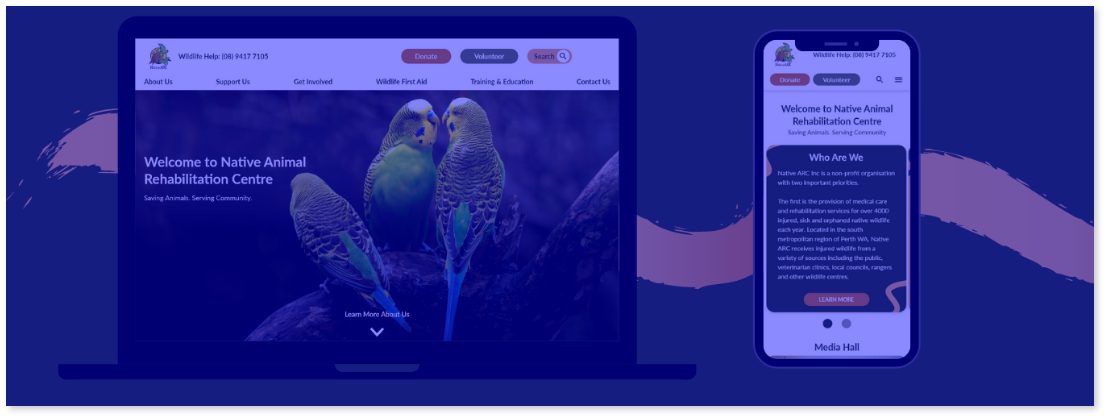 Wildlife Help: (08) 9417 7105
Donate
Volunteer
Search
About Us
Support Us
Get Involved
Wildlife First Aid
Training & Education
Contact Us
Welcome to Native Animal
Rehabilitation Centre
Saving Animals. Serving Community.
Learn More About Us
Wildlife Help: (08) 9417 7105
Donate
Volunteer
Welcome to Native Animal
Rehabilitation Centre
Saving Animals. Serving Community
Who Are We
Native ARC Inc is a non-profit organisation
with two important priorities.
The first is the provision of medical care
and rehabilitation services for over 4000
injured, sick and orphaned native wildlife
each year. Located in the south
metropolitan region of Perth WA, Native
ARC receives injured wildlife from a
variety of sources including the public,
veterinarian clinics, local councils, rangers
and other wildlife centres.
LEARN MORE
Media Hall